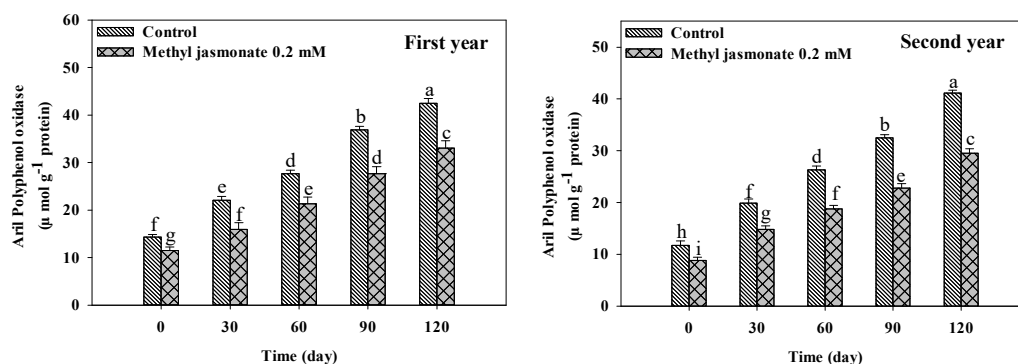 60
50
40
30
20
10
0
Aril Polyphenol oxidase
(µ mol g⁻¹ protein)
Control
Methyl jasmonate 0.2 mM
First year
f
g
e
f
d
e
b
d
a
c
0 30 60 90 120
Time (day)
50
40
30
20
10
0
Aril Polyphenol oxidase
(µ mol g⁻¹ protein)
Control
Methyl jasmonate 0.2 mM
Second year
h
i
f
g
d
f
b
e
a
c
0 30 60 90 120
Time (day)